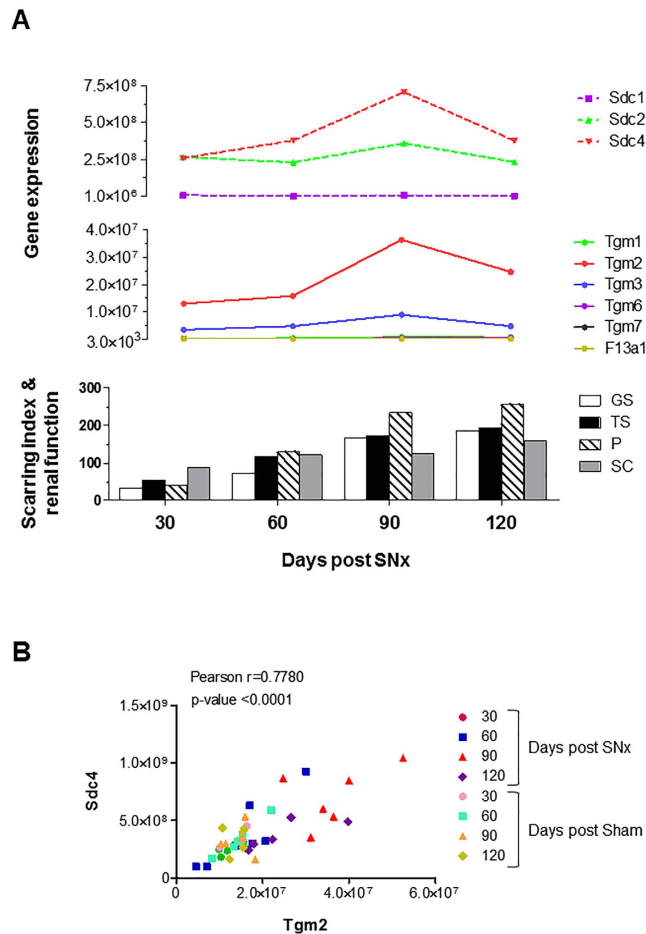 A
Gene expression
7.5×10⁸
5.0×10⁸
2.5×10⁸
1.0×10⁶
Sdc1
Sdc2
Sdc4
4.0×10⁷
3.0×10⁷
2.0×10⁷
1.0×10⁷
3.0×10³
Tgm1
Tgm2
Tgm3
Tgm6
Tgm7
F13a1
Scarring index &
renal function
300
200
100
0
GS
TS
P
SC
30 60 90 120
Days post SNx
B
Pearson r=0.7780
p-value <0.0001
Sdc4
1.5×10⁹
1.0×10⁹
5.0×10⁸
0
2.0×10⁷ 4.0×10⁷ 6.0×10⁷
Tgm2
30
60
90
120
Days post SNx
30
60
90
120
Days post Sham